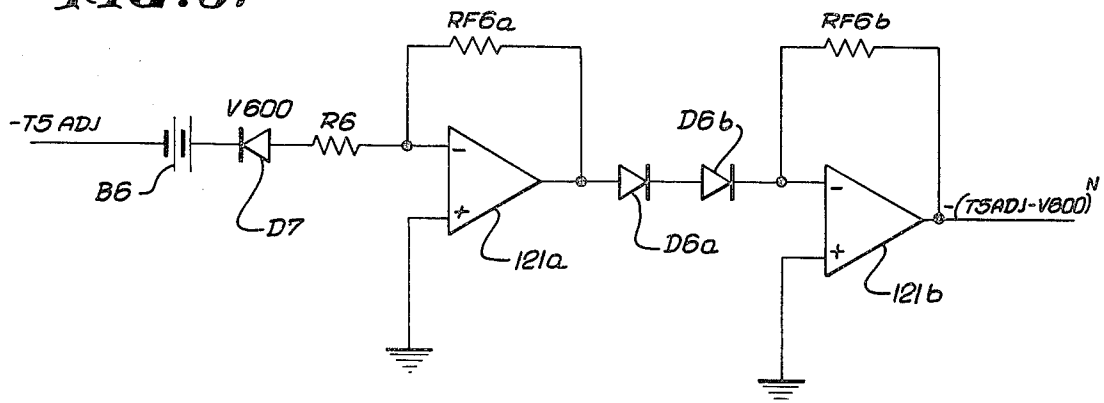 RF6a
RF6b
-T5 ADJ
V600
R6
D6b
B6
D7
121a
D6a
-(T5ADJ-V600)^N
121b
-
+
-
+